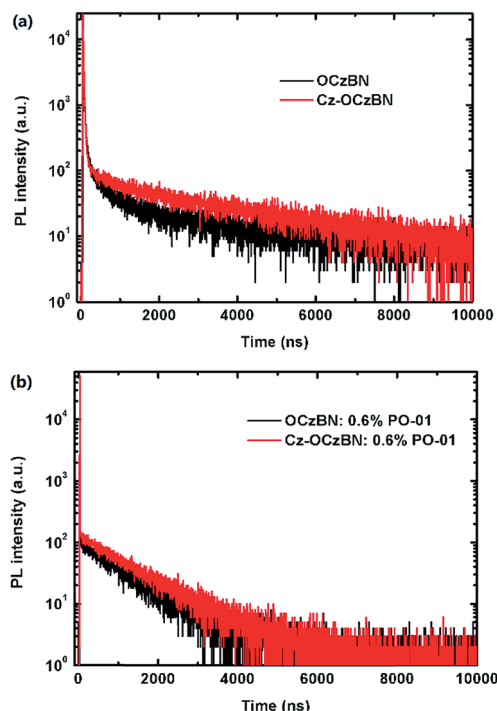 (a)
10⁴
10³
10²
10¹
10⁰
PL intensity (a.u.)
OCzBN
Cz-OCzBN
0 2000 4000 6000 8000 10000
Time (ns)
(b)
10⁴
10³
10²
10¹
10⁰
PL intensity (a.u.)
OCzBN: 0.6% PO-01
Cz-OCzBN: 0.6% PO-01
0 2000 4000 6000 8000 10000
Time (ns)